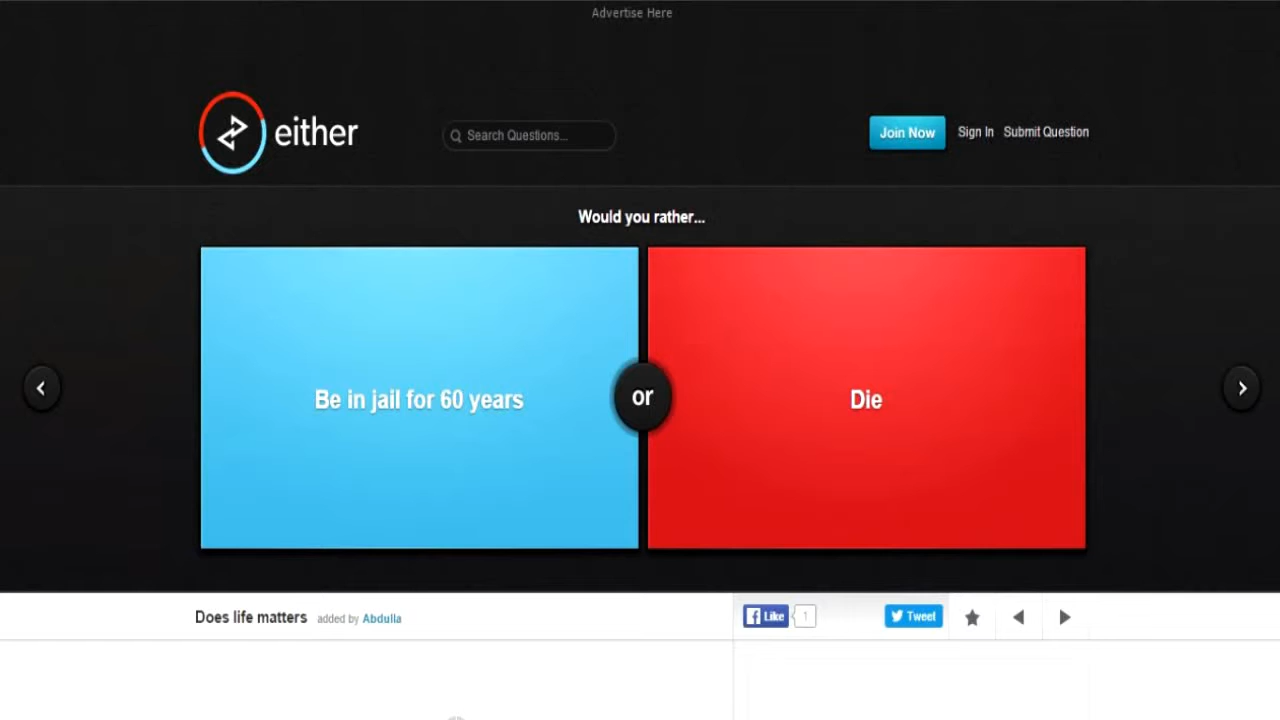 Advertise Here
either
Search Questions...
Join Now
Sign In
Submit Question
Would you rather...
Be in jail for 60 years
or
Die
Does life matters
added by Abdulla
Like
1
Tweet